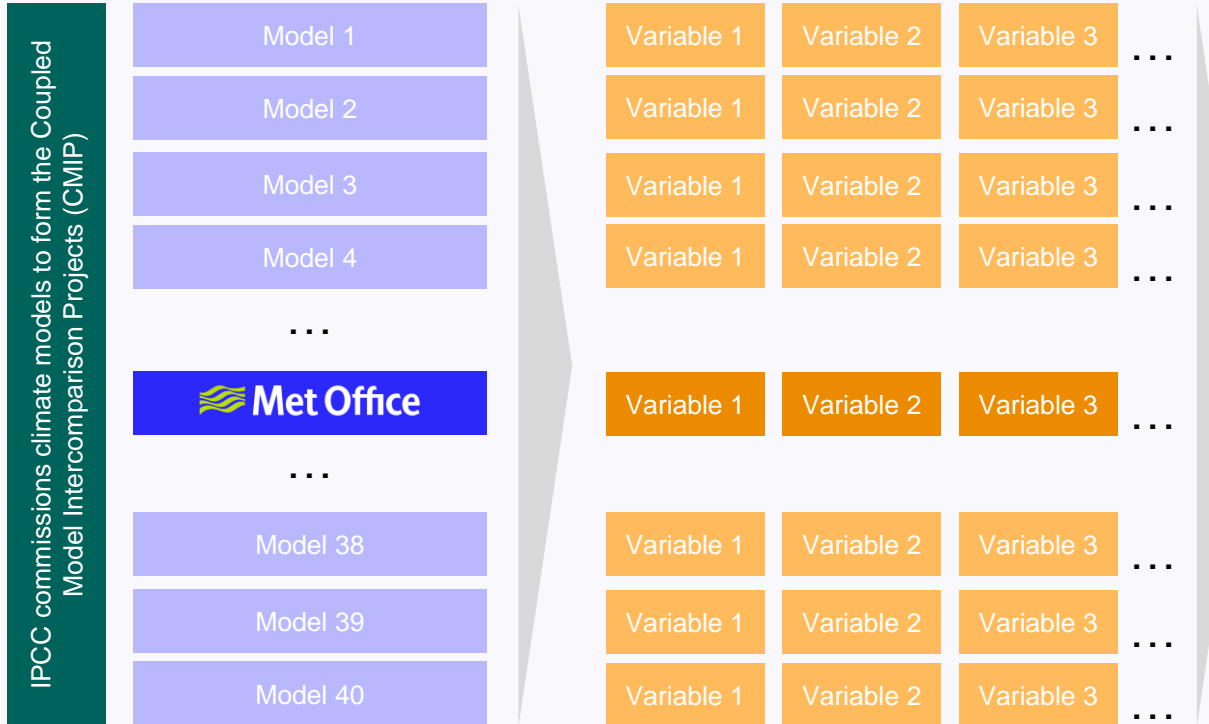 IPCC commissions climate models to form the Coupled
Model Intercomparison Projects (CMIP)
Model 1
Variable 1
Variable 2
Variable 3
...
Model 2
Variable 1
Variable 2
Variable 3
...
Model 3
Variable 1
Variable 2
Variable 3
...
Model 4
Variable 1
Variable 2
Variable 3
...
...
Met Office
Variable 1
Variable 2
Variable 3
...
...
Model 38
Variable 1
Variable 2
Variable 3
...
Model 39
Variable 1
Variable 2
Variable 3
...
Model 40
Variable 1
Variable 2
Variable 3
...